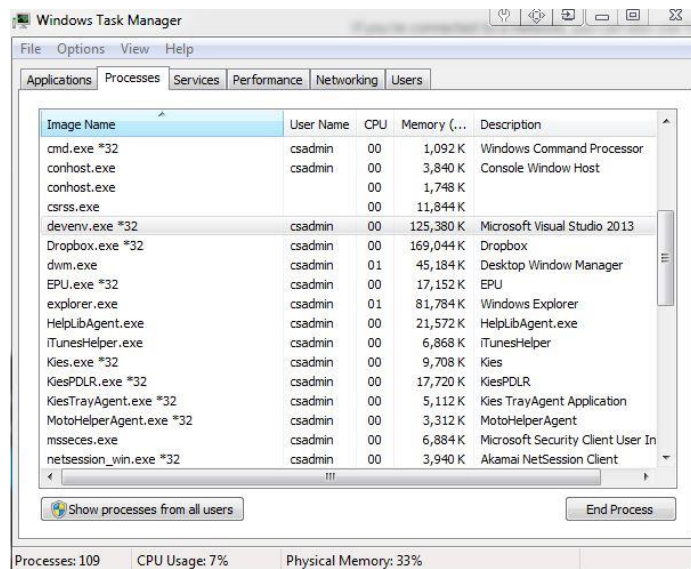 Windows Task Manager
File Options View Help
Applications Processes Services Performance Networking Users
Image Name User Name CPU Memory (... Description
cmd.exe *32 csadmin 00 1,092 K Windows Command Processor
conhost.exe csadmin 00 3,840 K Console Window Host
conhost.exe 00 1,748 K
csrss.exe 00 11,844 K
devenv.exe *32 csadmin 00 125,380 K Microsoft Visual Studio 2013
Dropbox.exe *32 csadmin 00 169,044 K Dropbox
dwm.exe csadmin 01 45,184 K Desktop Window Manager
EPU.exe *32 csadmin 00 17,152 K EPU
explorer.exe csadmin 01 81,784 K Windows Explorer
HelpLibAgent.exe csadmin 00 21,572 K HelpLibAgent.exe
iTunesHelper.exe csadmin 00 6,868 K iTunesHelper
Kies.exe *32 csadmin 00 9,708 K Kies
KiesPDLR.exe *32 csadmin 00 17,720 K KiesPDLR
KiesTrayAgent.exe *32 csadmin 00 5,112 K Kies TrayAgent Application
MotoHelperAgent.exe *32 csadmin 00 3,312 K MotoHelperAgent
msseces.exe csadmin 00 6,884 K Microsoft Security Client User In
netsession_win.exe *32 csadmin 00 3,940 K Akamai NetSession Client
Show processes from all users End Process
Processes: 109 CPU Usage: 7% Physical Memory: 33%